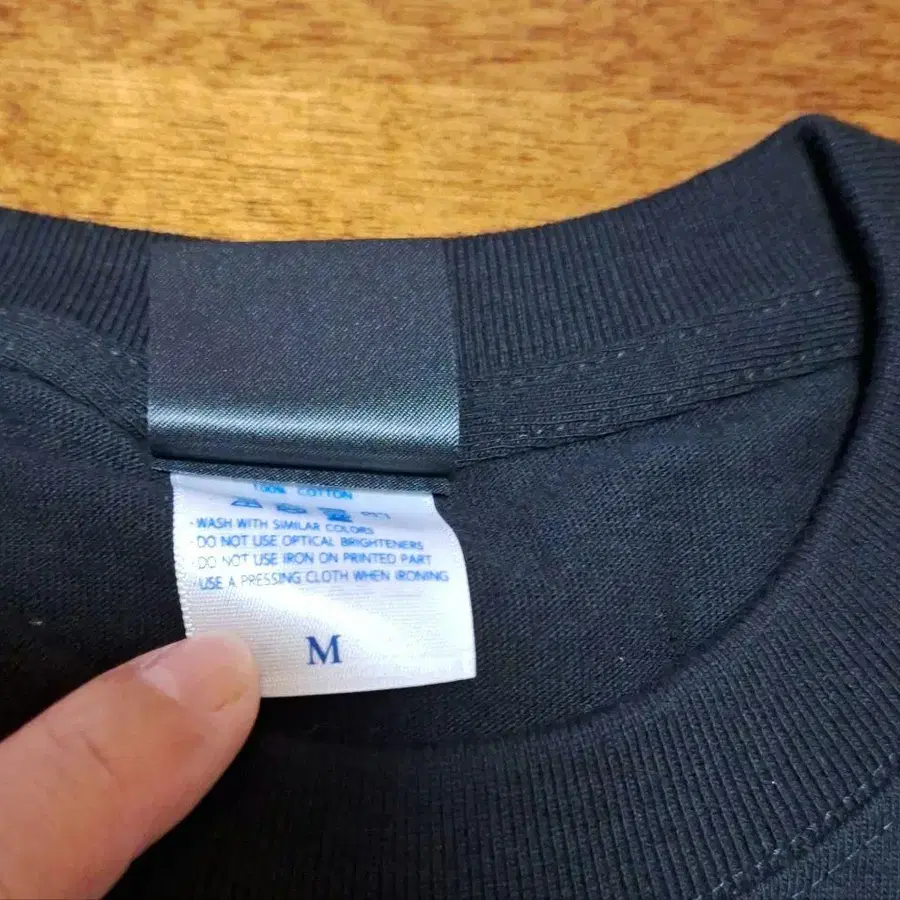 100% COTTON
·WASH WITH SIMILAR COLORS
·DO NOT USE OPTICAL BRIGHTENERS
·DO NOT USE IRON ON PRINTED PART
·USE A PRESSING CLOTH WHEN IRONING
M